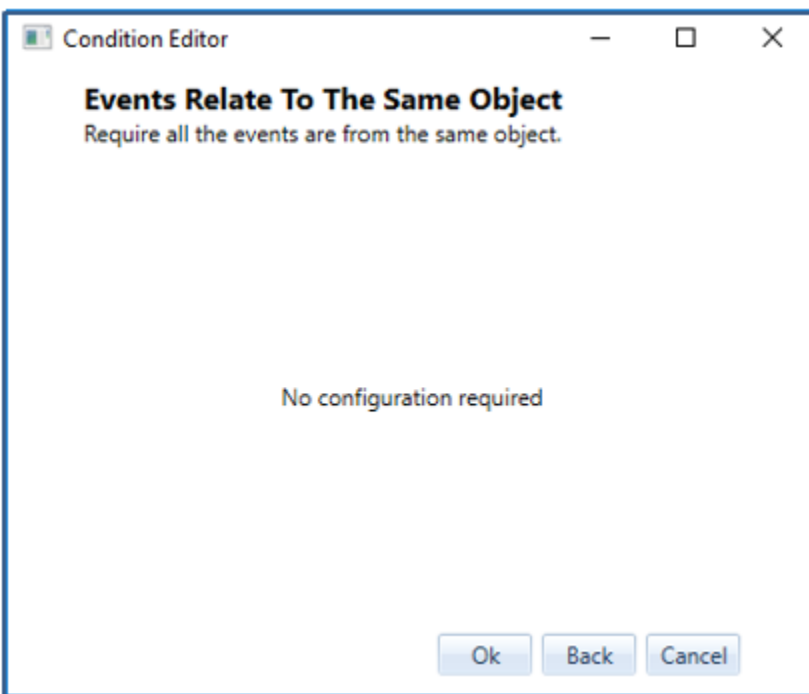 Condition Editor
Events Relate To The Same Object
Require all the events are from the same object.
No configuration required
Ok Back Cancel